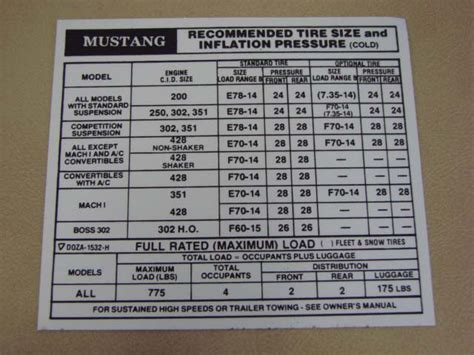 MUSTANG
RECOMMENDED TIRE SIZE and
INFLATION PRESSURE (COLD)
MODEL ENGINE C.I.D. SIZE STANDARD TIRE OPTIONAL TIRE
SIZE LOAD RANGE B PRESSURE FRONT REAR SIZE LOAD RANGE B PRESSURE FRONT REAR
ALL MODELS WITH STANDARD SUSPENSION 200 E78-14 24 24 (7.35-14) 24 24
250, 302, 351 E78-14 24 24 F70-14 (7.35-14) 24 24
COMPETITION SUSPENSION 302, 351 E78-14 28 28 F70-14 28 28
ALL EXCEPT MACH I AND A/C CONVERTIBLES 428 NON-SHAKER E70-14 28 28 F70-14 28 28
428 SHAKER F70-14 28 28 — — —
CONVERTIBLES WITH A/C 428 F70-14 28 28 — — —
MACH I 351 E70-14 28 28 F70-14 28 28
428 F70-14 28 28 — — —
BOSS 302 302 H.O. F60-15 26 26 — — —
DOZA-1532-H FULL RATED (MAXIMUM) LOAD ( ) FLEET & SNOW TIRES
TOTAL LOAD - OCCUPANTS PLUS LUGGAGE
MODELS MAXIMUM LOAD (LBS) TOTAL OCCUPANTS DISTRIBUTION
FRONT REAR LUGGAGE
ALL 775 4 2 2 175 LBS
FOR SUSTAINED HIGH SPEEDS OR TRAILER TOWING - SEE OWNER'S MANUAL